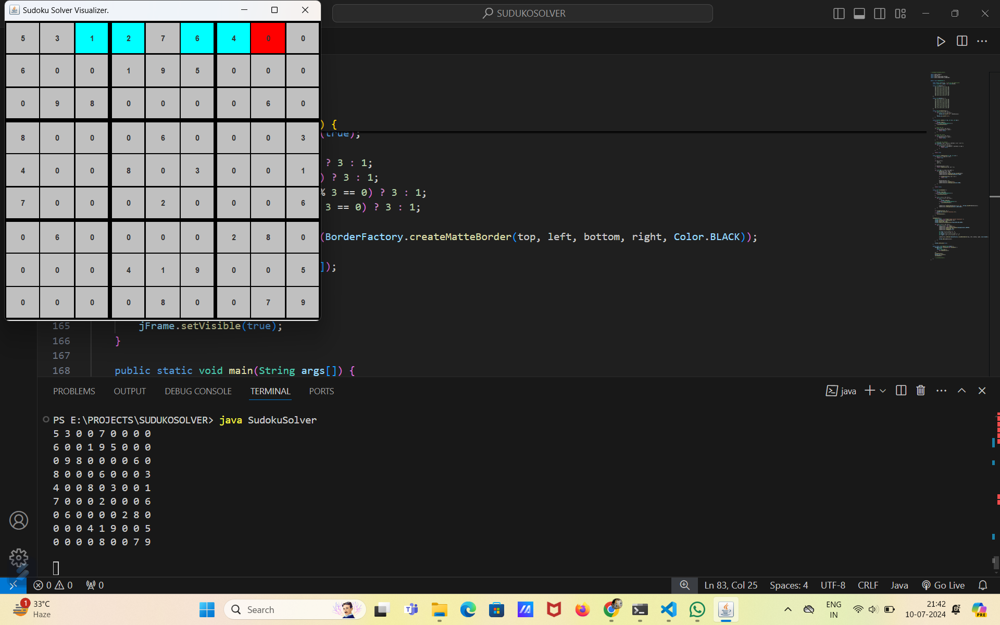 Sudoku Solver Visualizer.
SUDUKOSOLVER
5 3 1 2 7 6 4 0 0
6 0 0 1 9 5 0 0 0
0 9 8 0 0 0 0 6 0
8 0 0 0 6 0 0 0 3
4 0 0 8 0 3 0 0 1
7 0 0 0 2 0 0 0 6
0 6 0 0 0 0 2 8 0
0 0 0 4 1 9 0 0 5
0 0 0 0 8 0 0 7 9
) {
(true);
? 3 : 1;
) ? 3 : 1;
% 3 == 0) ? 3 : 1;
3 == 0) ? 3 : 1;
(BorderFactory.createMatteBorder(top, left, bottom, right, Color.BLACK));
]);
165 jFrame.setVisible(true);
166 }
167
168 public static void main(String args[]) {
PROBLEMS OUTPUT DEBUG CONSOLE TERMINAL PORTS java
PS E:\PROJECTS\SUDUKOSOLVER> java SudokuSolver
5 3 0 0 7 0 0 0 0
6 0 0 1 9 5 0 0 0
0 9 8 0 0 0 0 6 0
8 0 0 0 6 0 0 0 3
4 0 0 8 0 3 0 0 1
7 0 0 0 2 0 0 0 6
0 6 0 0 0 0 2 8 0
0 0 0 4 1 9 0 0 5
0 0 0 0 8 0 0 7 9
0 0 0 Ln 83, Col 25 Spaces: 4 UTF-8 CRLF Java Go Live
1 33°C
Haze
Search
ENG
IN
21:42
10-07-2024
PRE